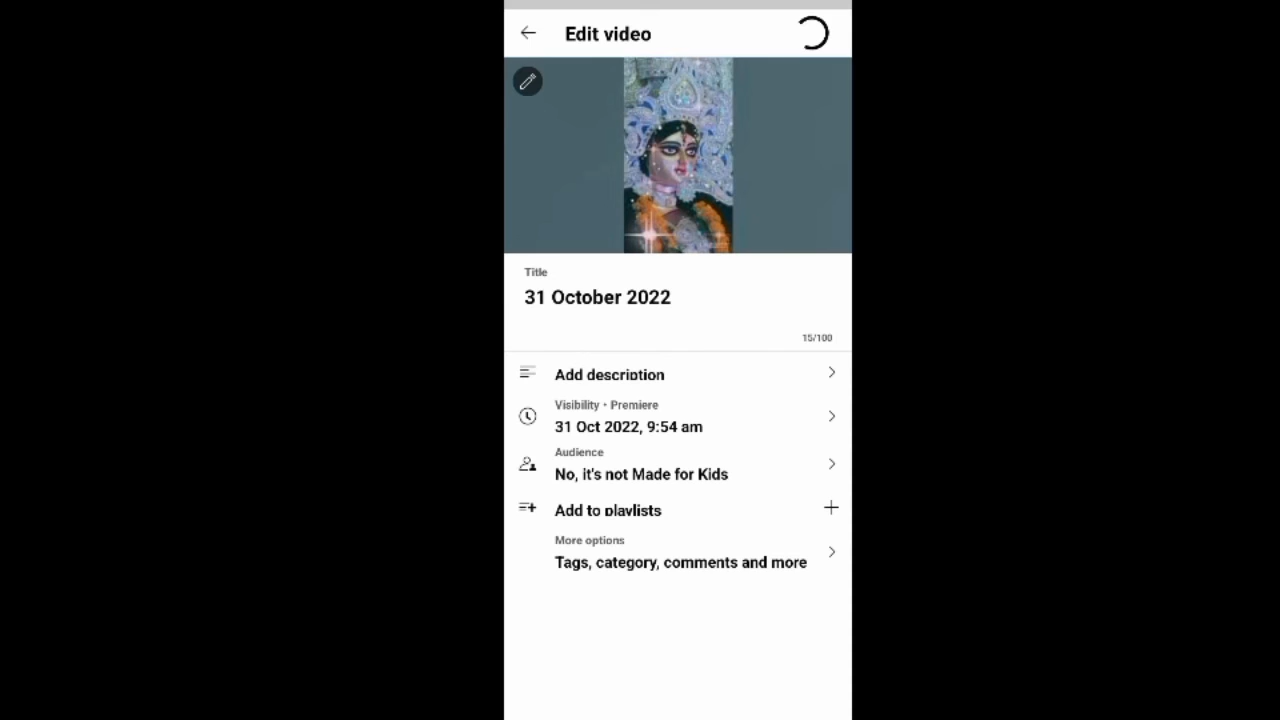 Edit video
Title
31 October 2022
15/100
Add description
Visibility • Premiere
31 Oct 2022, 9:54 am
Audience
No, it's not Made for Kids
Add to playlists
More options
Tags, category, comments and more